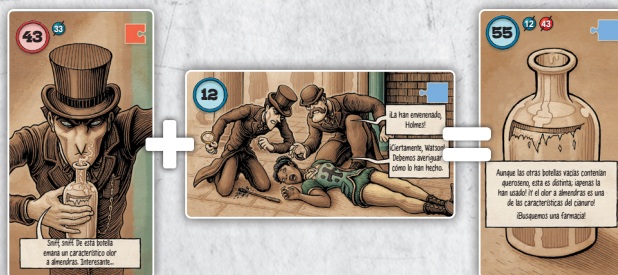 43
33
Sniff, sniff. De esta botella
emana un característico olor
a almendras. Interesante...
12
¡La han envenenado,
Holmes!
¡Ciertamente, Watson!
Debemos averiguar
cómo lo han hecho.
55
12
43
Aunque las otras botellas vacías contenían
queroseno, esta es distinta; ¡apenas la
han usado! ¡Y el olor a almendras es una
de las características del cianuro!
¡Busquemos una farmacia!